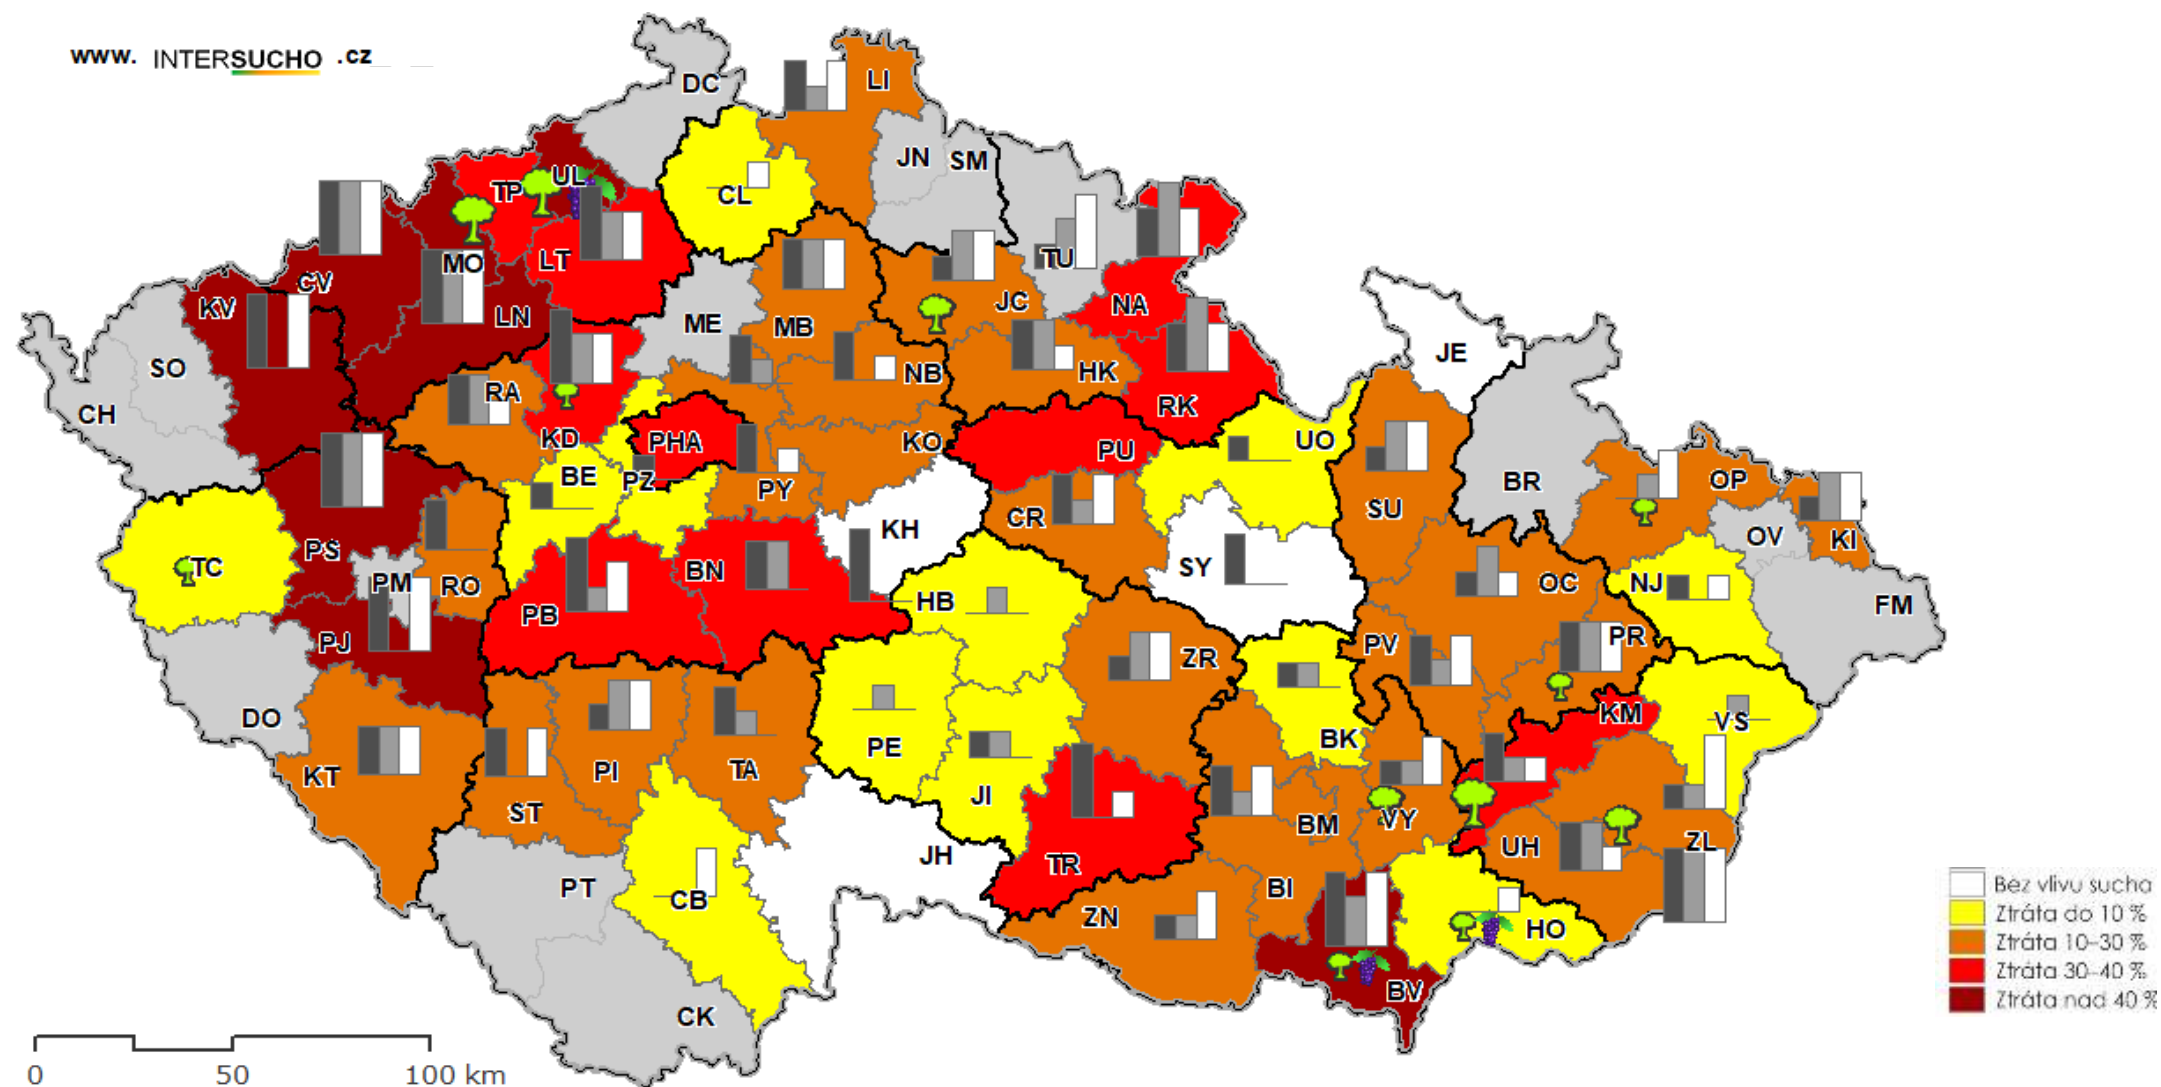 www. INTERSUCHO .cz
DC
LI
JN
SM
TP
UL
CL
TU
LT
MO
CV
KV
LN
ME
MB
JC
NA
SO
CH
RA
NB
HK
JE
RK
KD
PHA
KO
PU
UO
BE
PZ
PY
BR
OP
KH
CR
SU
OV
KI
PS
TC
PM
RO
BN
SY
OC
NJ
PB
HB
FM
PJ
PV
PR
ZR
DO
KM
VS
PE
BK
KT
PI
TA
JI
ST
BM
VY
JH
TR
UH
ZL
PT
CB
BI
ZN
HO
BV
CK
Bez vlivu sucha
Ztráta do 10 %
Ztráta 10–30 %
Ztráta 30–40 %
Ztráta nad 40 %
0 50 100 km